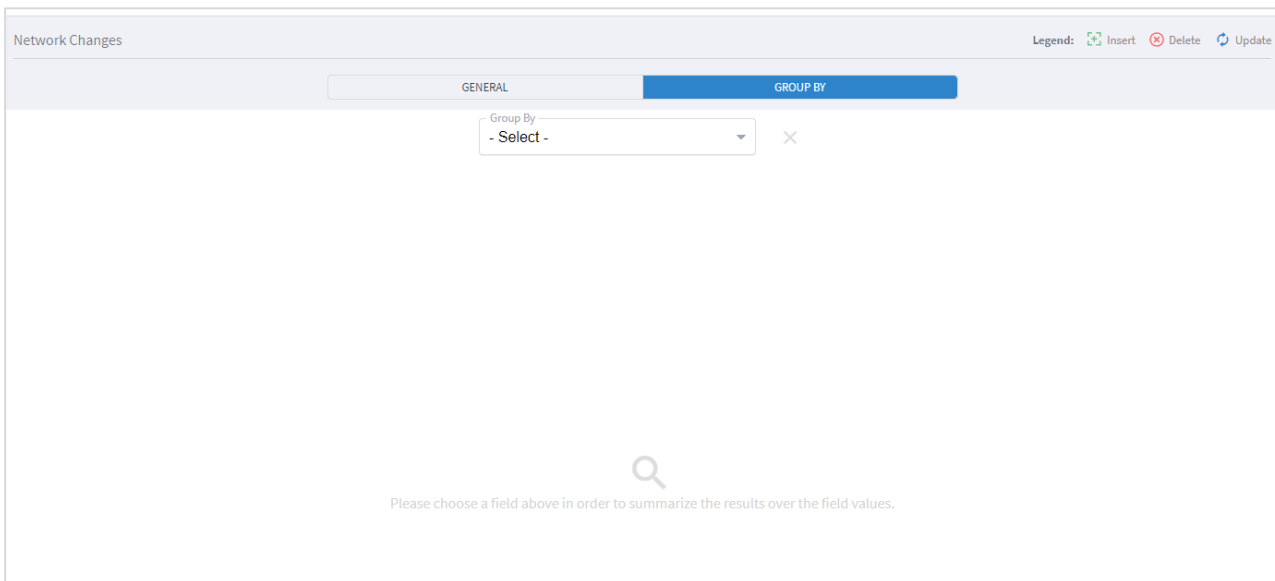 Network Changes
Legend: Insert Delete Update
GENERAL GROUP BY
Group By
- Select -
Please choose a field above in order to summarize the results over the field values.